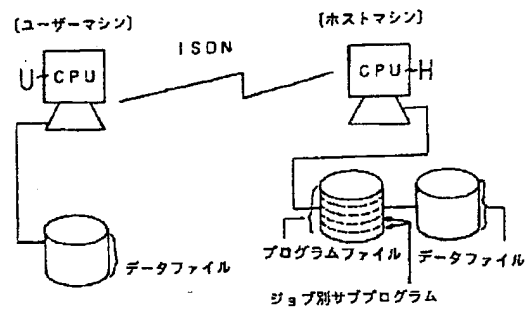 〔ユーザーマシン〕
〔ホストマシン〕
ISDN
U
CPU
CPU
H
プログラムファイル
データファイル
データファイル
ジョブ別サブプログラム